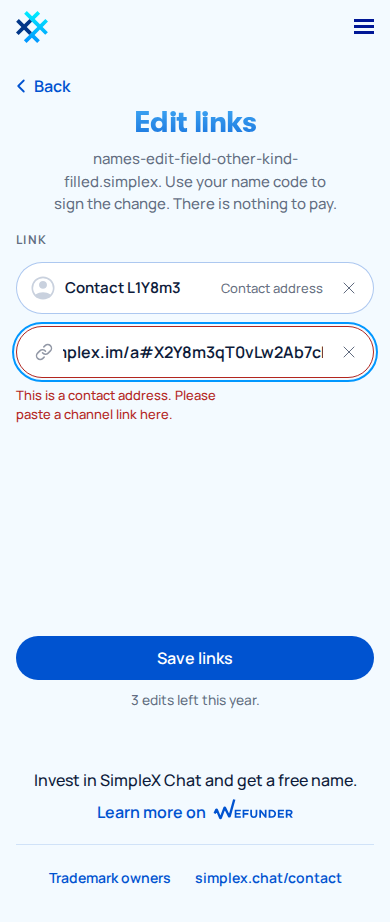 Back
Edit links
names-edit-field-other-kind-
filled.simplex. Use your name code to
sign the change. There is nothing to pay.
LINK
Contact L1Y8m3 Contact address
nplex.im/a#X2Y8m3qT0vLw2Ab7cl
This is a contact address. Please
paste a channel link here.
Save links
3 edits left this year.
Invest in SimpleX Chat and get a free name.
Learn more on WEFUNDER
Trademark owners simplex.chat/contact